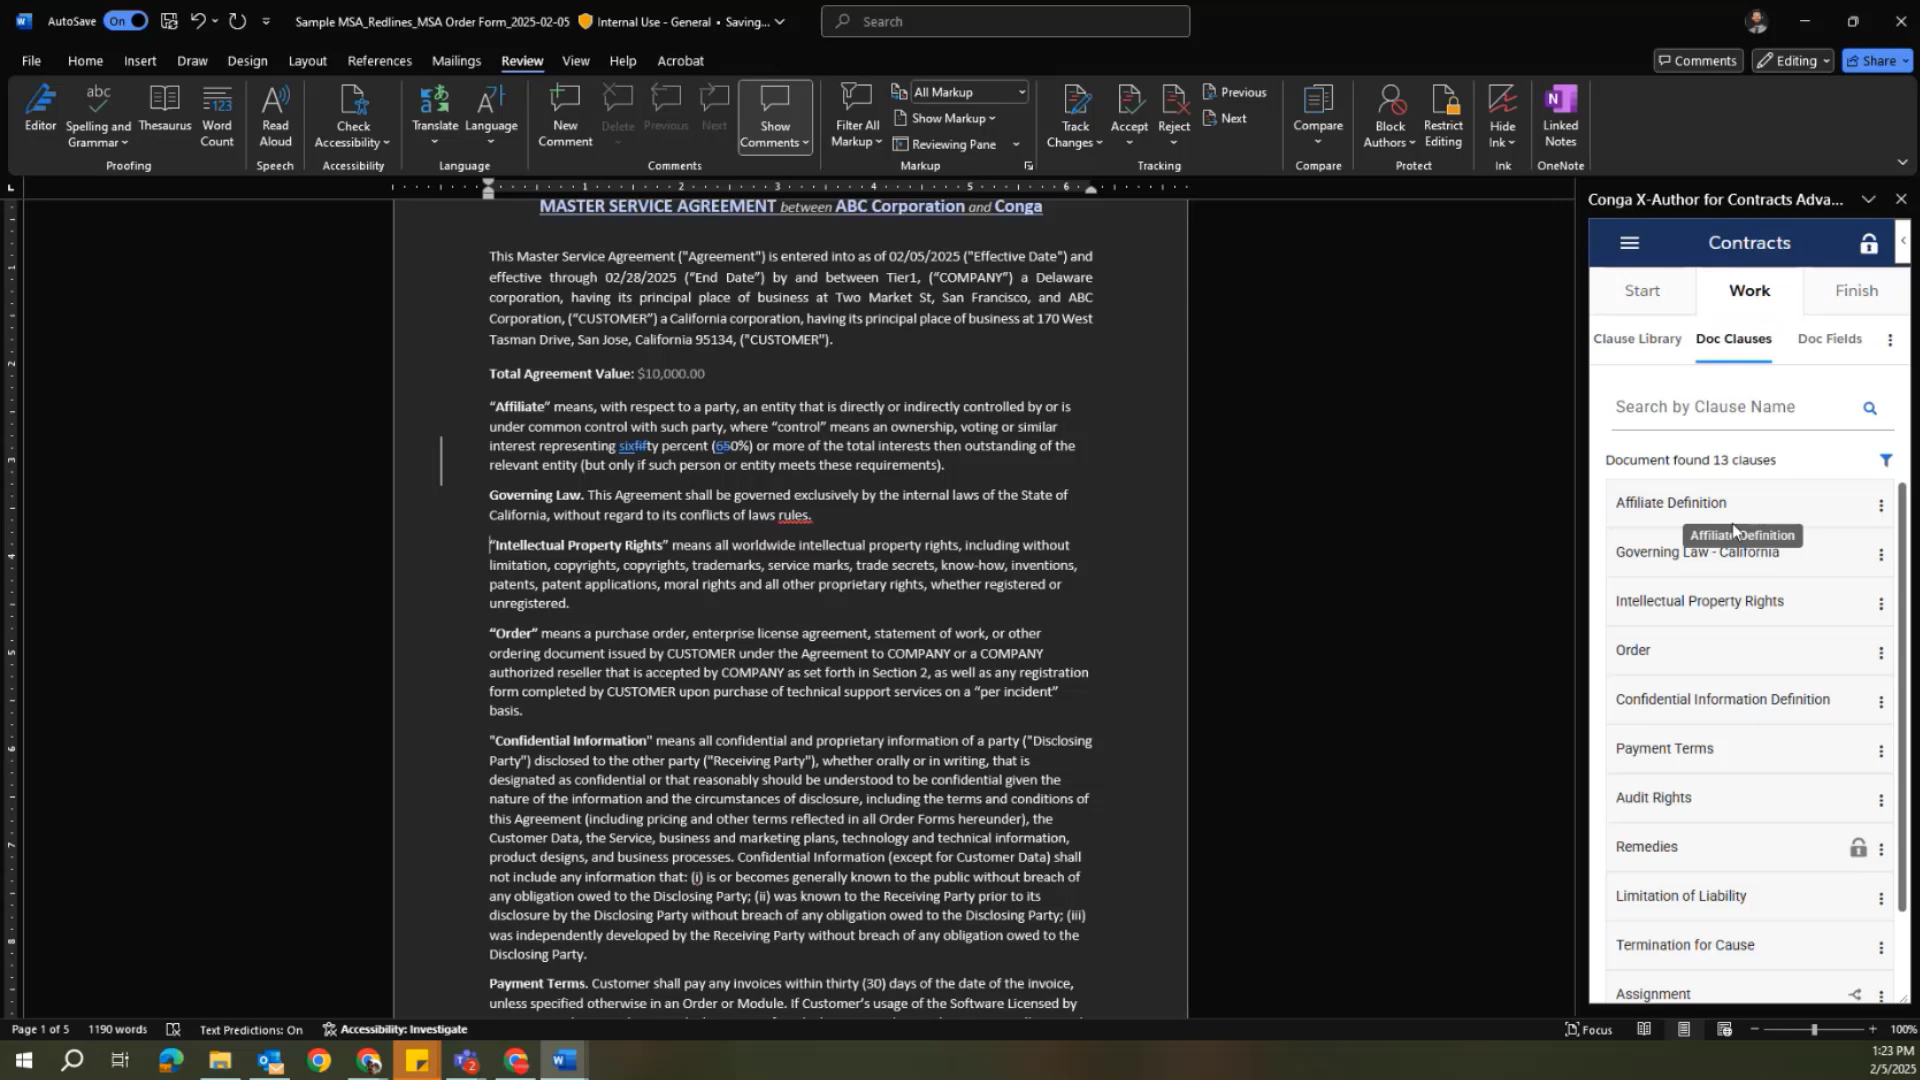 AutoSave On Sample MSA_Redlines_MSA Order Form_2025-02-05 Internal Use - General • Saving... Search
File Home Insert Draw Design Layout References Mailings Review View Help Acrobat Comments Editing Share
Editor
Spelling and Grammar
Thesaurus
Word Count
Read Aloud
Check Accessibility
Translate
Language
New Comment
Delete
Previous
Next
Show Comments
Filter All Markup
All Markup
Show Markup
Reviewing Pane
Track Changes
Accept
Reject
Previous
Next
Compare
Block Authors
Restrict Editing
Hide Ink
Linked Notes
Proofing Speech Accessibility Language Comments Markup Tracking Compare Protect Ink OneNote
1 2 3 4 5 6
MASTER SERVICE AGREEMENT between ABC Corporation and Conga
This Master Service Agreement ("Agreement") is entered into as of 02/05/2025 ("Effective Date") and
effective through 02/28/2025 (“End Date”) by and between Tier1, (“COMPANY”) a Delaware
corporation, having its principal place of business at Two Market St, San Francisco, and ABC
Corporation, (“CUSTOMER”) a California corporation, having its principal place of business at 170 West
Tasman Drive, San Jose, California 95134, ("CUSTOMER").
Total Agreement Value: $10,000.00
“Affiliate” means, with respect to a party, an entity that is directly or indirectly controlled by or is
under common control with such party, where “control” means an ownership, voting or similar
interest representing sixfifty percent (650%) or more of the total interests then outstanding of the
relevant entity (but only if such person or entity meets these requirements).
Governing Law. This Agreement shall be governed exclusively by the internal laws of the State of
California, without regard to its conflicts of laws rules.
“Intellectual Property Rights” means all worldwide intellectual property rights, including without
limitation, copyrights, copyrights, trademarks, service marks, trade secrets, know-how, inventions,
patents, patent applications, moral rights and all other proprietary rights, whether registered or
unregistered.
“Order” means a purchase order, enterprise license agreement, statement of work, or other
ordering document issued by CUSTOMER under the Agreement to COMPANY or a COMPANY
authorized reseller that is accepted by COMPANY as set forth in Section 2, as well as any registration
form completed by CUSTOMER upon purchase of technical support services on a “per incident”
basis.
"Confidential Information" means all confidential and proprietary information of a party ("Disclosing
Party") disclosed to the other party ("Receiving Party"), whether orally or in writing, that is
designated as confidential or that reasonably should be understood to be confidential given the
nature of the information and the circumstances of disclosure, including the terms and conditions of
this Agreement (including pricing and other terms reflected in all Order Forms hereunder), the
Customer Data, the Service, business and marketing plans, technology and technical information,
product designs, and business processes. Confidential Information (except for Customer Data) shall
not include any information that: (i) is or becomes generally known to the public without breach of
any obligation owed to the Disclosing Party; (ii) was known to the Receiving Party prior to its
disclosure by the Disclosing Party without breach of any obligation owed to the Disclosing Party; (iii)
was independently developed by the Receiving Party without breach of any obligation owed to the
Disclosing Party.
Payment Terms. Customer shall pay any invoices within thirty (30) days of the date of the invoice,
unless specified otherwise in an Order or Module. If Customer’s usage of the Software Licensed by
Conga X-Author for Contracts Adva...
Contracts
Start Work Finish
Clause Library Doc Clauses Doc Fields
Search by Clause Name
Document found 13 clauses
Affiliate Definition
Affiliate Definition
Governing Law - California
Intellectual Property Rights
Order
Confidential Information Definition
Payment Terms
Audit Rights
Remedies
Limitation of Liability
Termination for Cause
Assignment
Page 1 of 5 1190 words Text Predictions: On Accessibility: Investigate Focus 100%
1:23 PM
2/5/2025